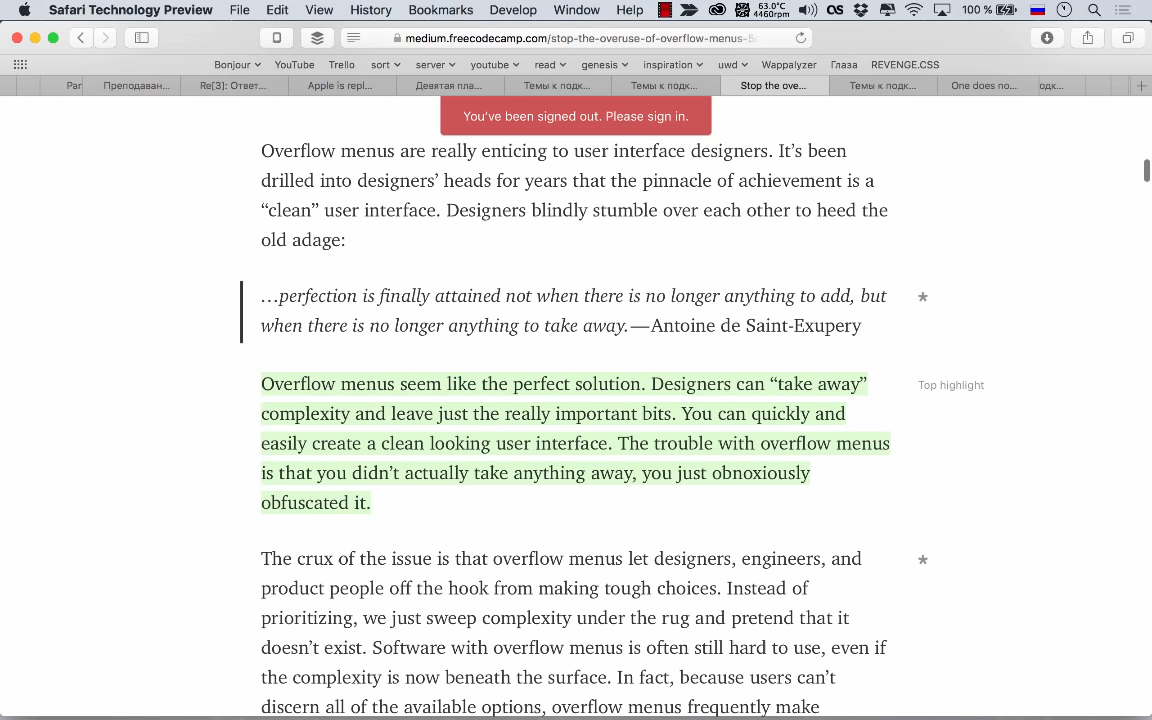 Safari Technology Preview File Edit View History Bookmarks Develop Window Help 63.0°C 4460rpm 100 %
medium.freecodecamp.com/stop-the-overuse-of-overflow-menus-5
Bonjour YouTube Trello sort server youtube read genesis inspiration uwd Wappalyzer Глаза REVENGE.CSS
Par Преподаван... Re[3]: Ответ... Apple is repl... Девятая пла... Темы к подк... Темы к подк... Stop the ove... Темы к подк... One does no... одк...
You’ve been signed out. Please sign in.
Overflow menus are really enticing to user interface designers. It’s been
drilled into designers’ heads for years that the pinnacle of achievement is a
“clean” user interface. Designers blindly stumble over each other to heed the
old adage:
…perfection is finally attained not when there is no longer anything to add, but
when there is no longer anything to take away. — Antoine de Saint-Exupery
Overflow menus seem like the perfect solution. Designers can “take away”
Top highlight
complexity and leave just the really important bits. You can quickly and
easily create a clean looking user interface. The trouble with overflow menus
is that you didn’t actually take anything away, you just obnoxiously
obfuscated it.
The crux of the issue is that overflow menus let designers, engineers, and
product people off the hook from making tough choices. Instead of
prioritizing, we just sweep complexity under the rug and pretend that it
doesn’t exist. Software with overflow menus is often still hard to use, even if
the complexity is now beneath the surface. In fact, because users can’t
discern all of the available options, overflow menus frequently make